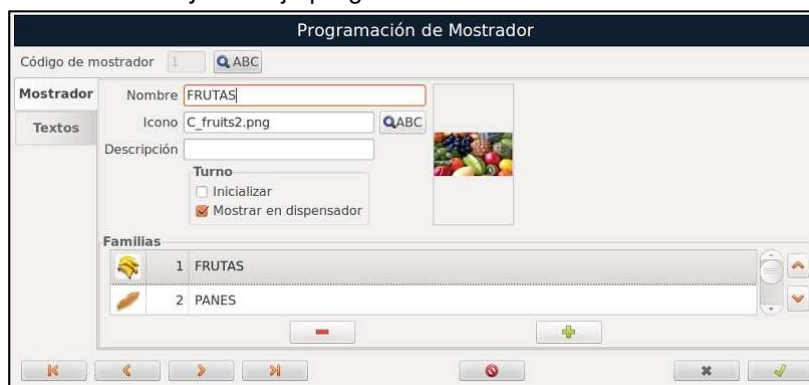 Programación de Mostrador
Código de mostrador 1 ABC
Mostrador
Textos
Nombre FRUTAS
Icono C_fruits2.png ABC
Descripción
Turno
Inicializar
Mostrar en dispensador
Familias
1 FRUTAS
2 PANES